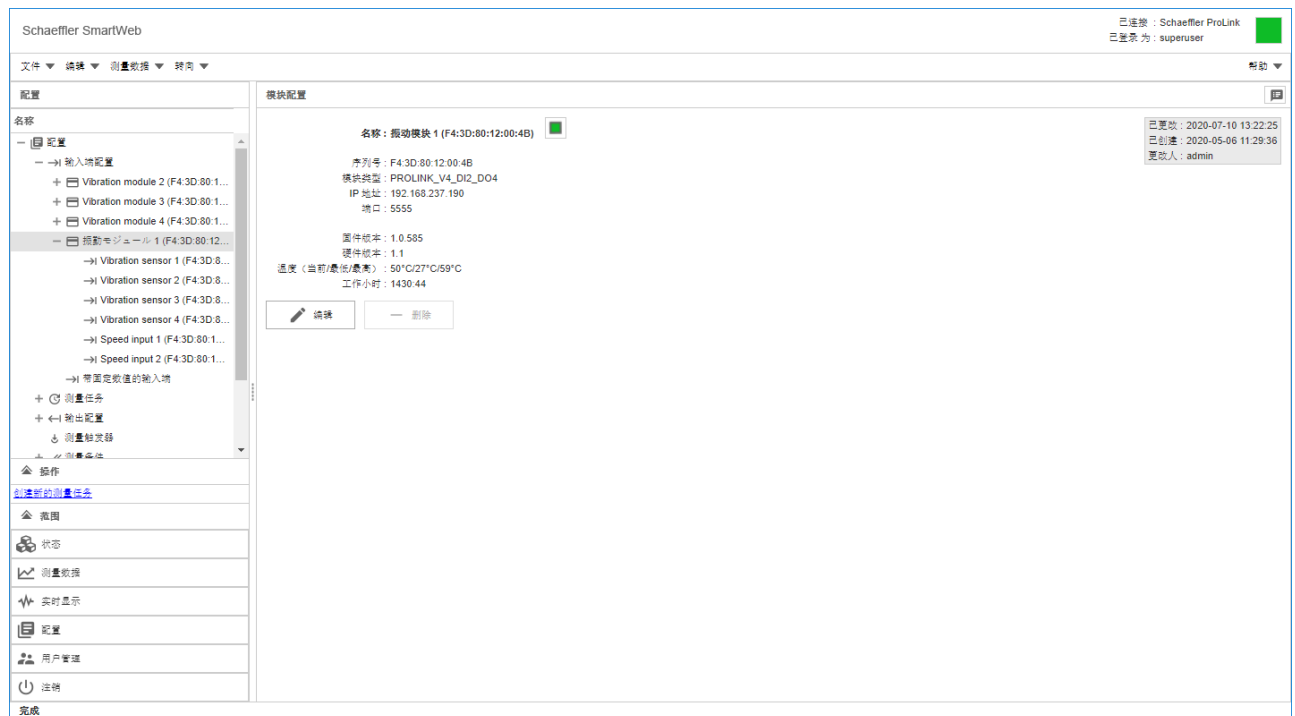 Schaeffler SmartWeb
已连接 : Schaeffler ProLink
已登录 为 : superuser
文件 编辑 测量数据 转向 帮助
配置
名称
配置
输入端配置
Vibration module 2 (F4:3D:80:1...
Vibration module 3 (F4:3D:80:1...
Vibration module 4 (F4:3D:80:1...
振動モジュール 1 (F4:3D:80:12...
Vibration sensor 1 (F4:3D:8...
Vibration sensor 2 (F4:3D:8...
Vibration sensor 3 (F4:3D:8...
Vibration sensor 4 (F4:3D:8...
Speed input 1 (F4:3D:80:1...
Speed input 2 (F4:3D:80:1...
带固定数值的输入端
测量任务
输出配置
测量触发器
测量条件
操作
创建新的测量任务
范围
状态
测量数据
实时显示
配置
用户管理
注销
完成
模块配置
名称 : 振动模块 1 (F4:3D:80:12:00:4B)
序列号 : F4:3D:80:12:00:4B
模块类型 : PROLINK_V4_DI2_DO4
IP 地址 : 192.168.237.190
端口 : 5555
固件版本 : 1.0.585
硬件版本 : 1.1
温度（当前/最低/最高） : 50°C/27°C/59°C
工作小时 : 1430:44
编辑
删除
已更改 : 2020-07-10 13:22:25
已创建 : 2020-05-06 11:29:36
更改人 : admin